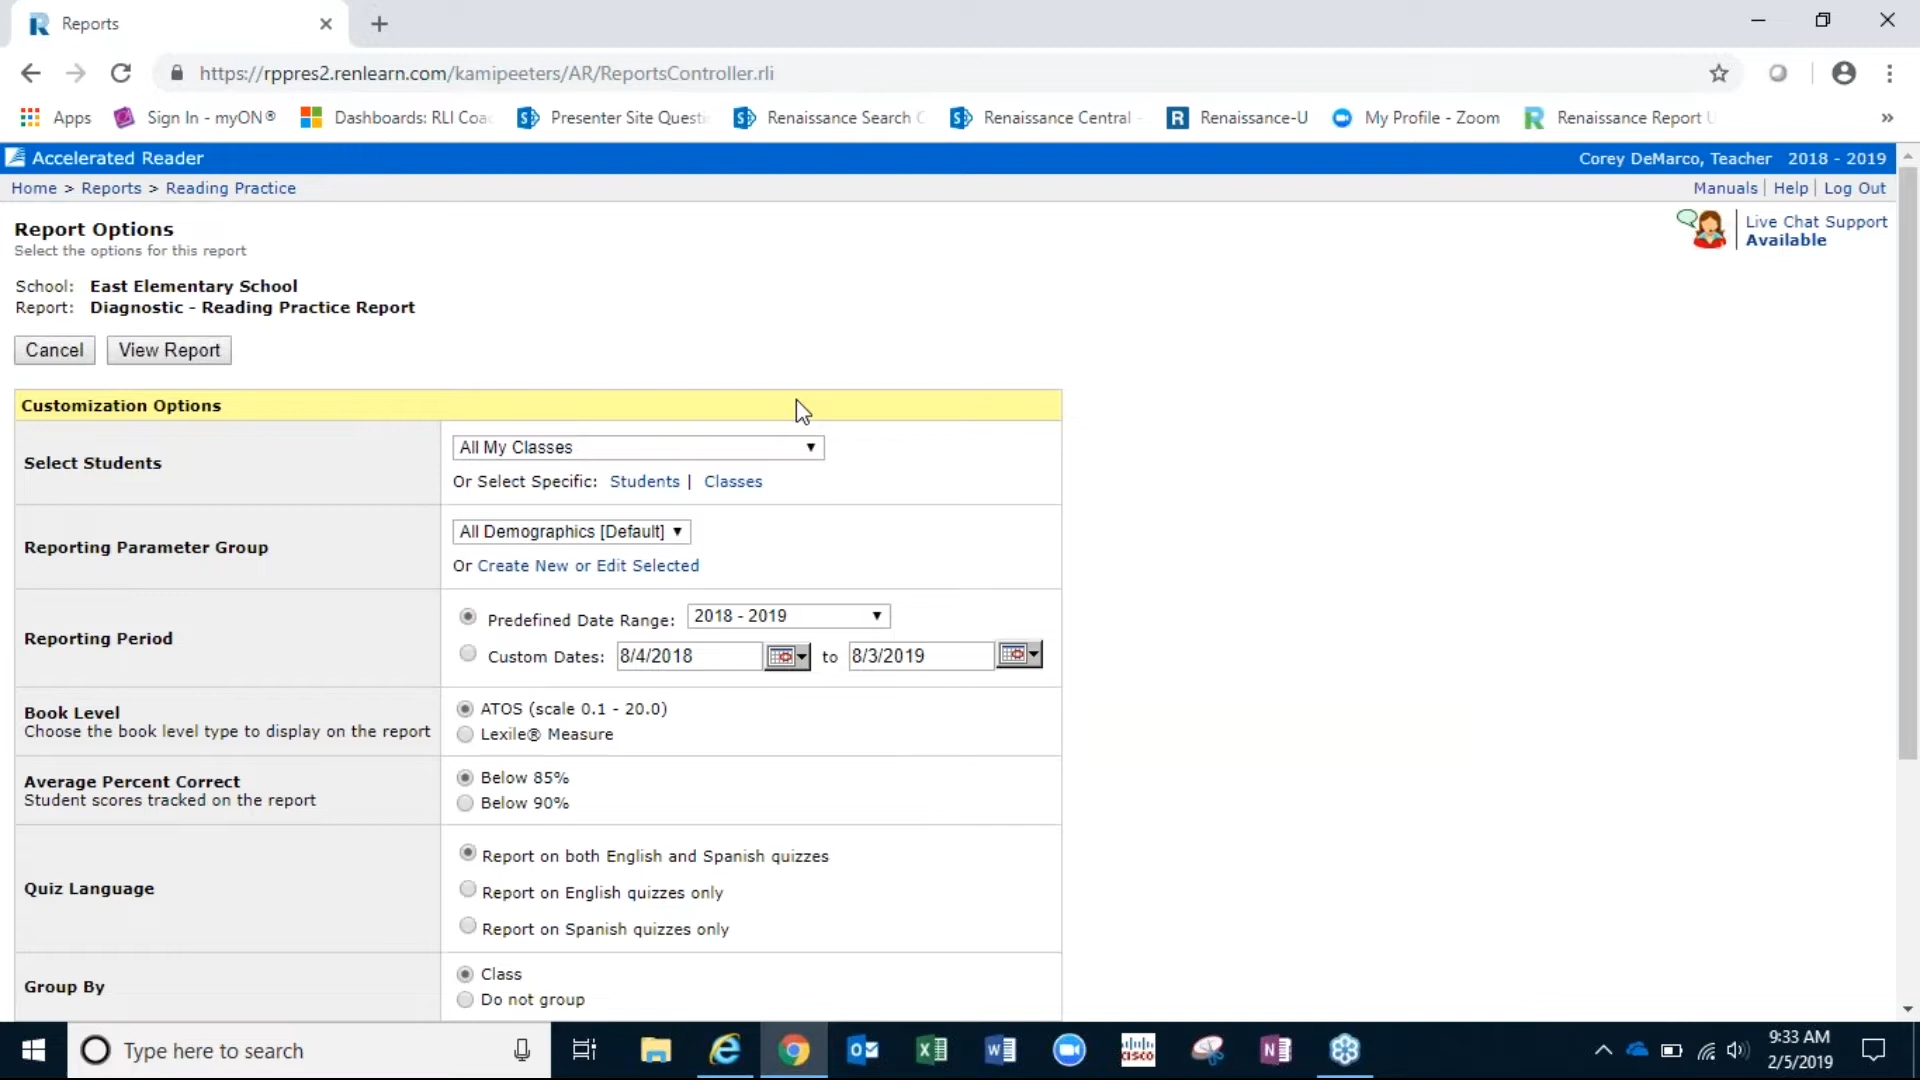 Reports
https://rppres2.renlearn.com/kamipeeters/AR/ReportsController.rli
Apps
Sign In - myON®
Dashboards: RLI Coa
Presenter Site Questi
Renaissance Search C
Renaissance Central -
Renaissance-U
My Profile - Zoom
Renaissance Report U
»
Accelerated Reader
Corey DeMarco, Teacher 2018 - 2019
Home > Reports > Reading Practice
Manuals | Help | Log Out
Report Options
Select the options for this report
Live Chat Support
Available
School: East Elementary School
Report: Diagnostic - Reading Practice Report
Cancel
View Report
Customization Options
Select Students
All My Classes
Or Select Specific: Students | Classes
Reporting Parameter Group
All Demographics [Default]
Or Create New or Edit Selected
Reporting Period
Predefined Date Range: 2018 - 2019
Custom Dates: 8/4/2018 to 8/3/2019
Book Level
Choose the book level type to display on the report
ATOS (scale 0.1 - 20.0)
Lexile® Measure
Average Percent Correct
Student scores tracked on the report
Below 85%
Below 90%
Quiz Language
Report on both English and Spanish quizzes
Report on English quizzes only
Report on Spanish quizzes only
Group By
Class
Do not group
Type here to search
cisco
9:33 AM
2/5/2019